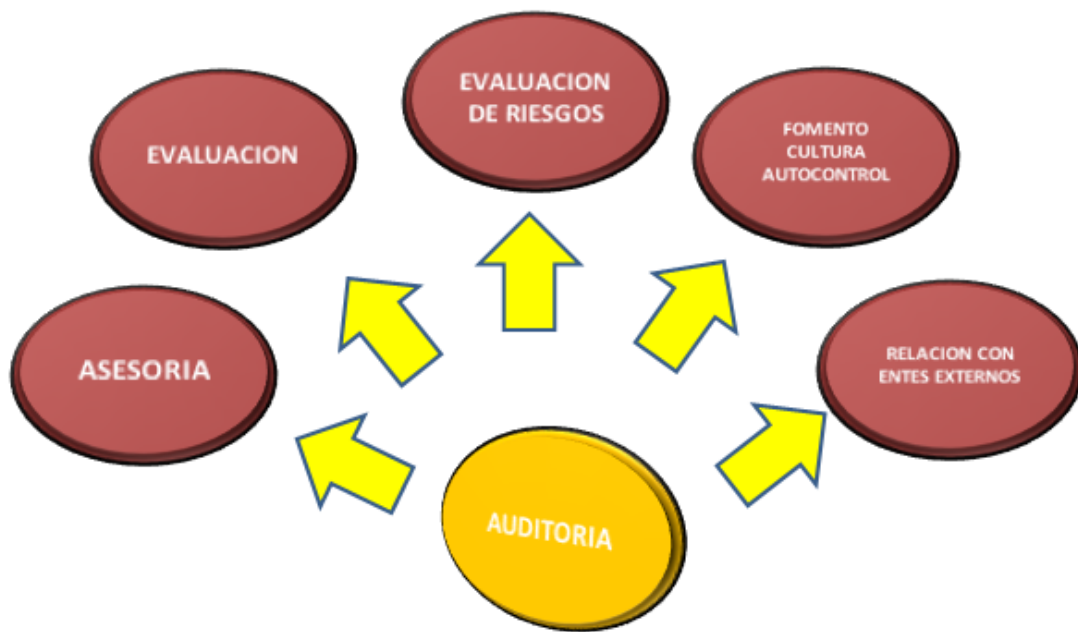 EVALUACION
DE RIESGOS
EVALUACION
FOMENTO
CULTURA
AUTOCONTROL
ASESORIA
RELACION CON
ENTES EXTERNOS
AUDITORIA